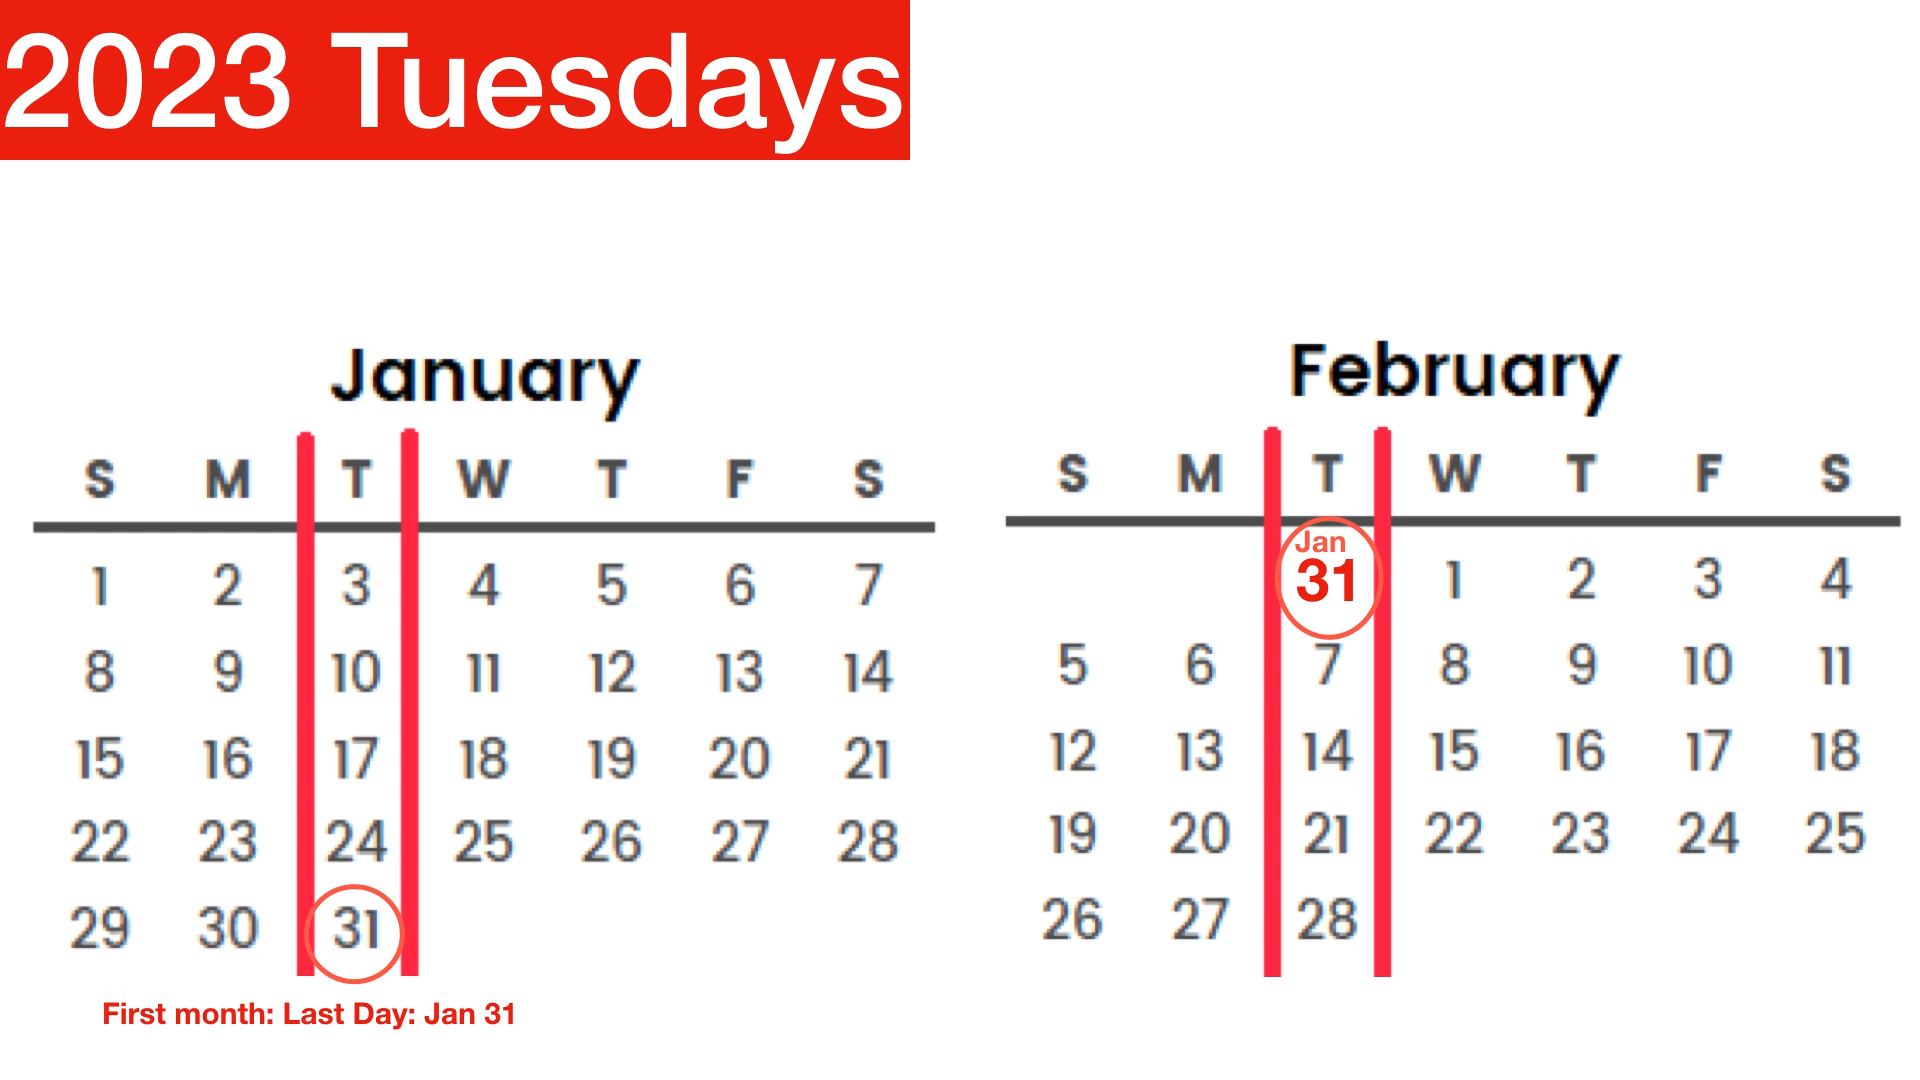 2023 Tuesdays
January
S M T W T F S
1 2 3 4 5 6 7
8 9 10 11 12 13 14
15 16 17 18 19 20 21
22 23 24 25 26 27 28
29 30 31
First month: Last Day: Jan 31
February
S M T W T F S
Jan
31 1 2 3 4
5 6 7 8 9 10 11
12 13 14 15 16 17 18
19 20 21 22 23 24 25
26 27 28